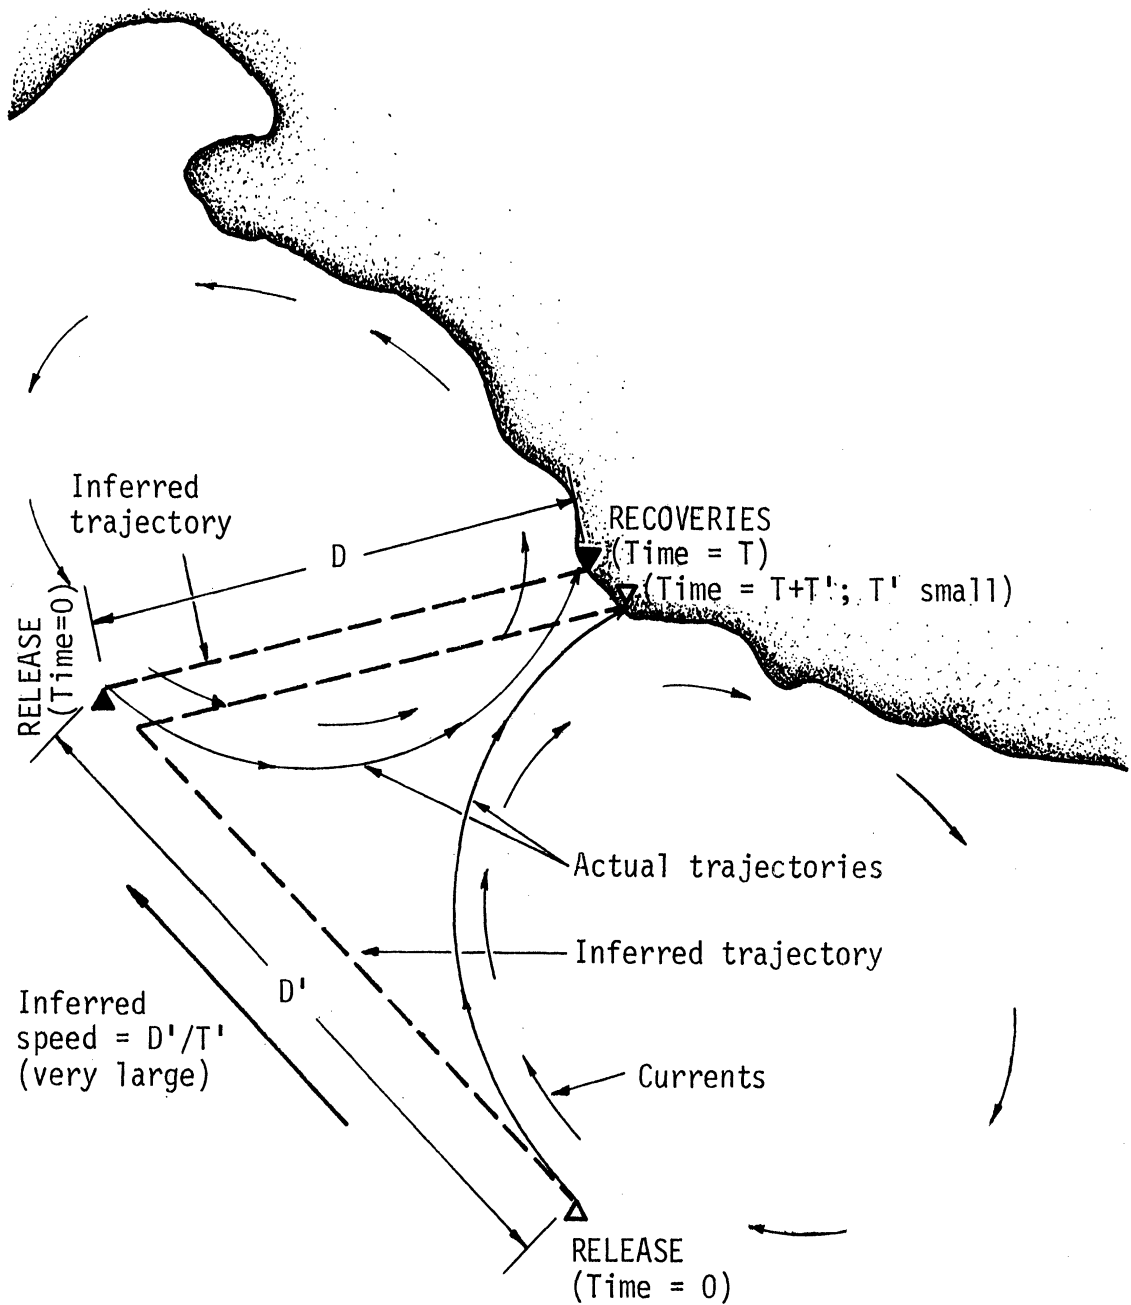 Inferred
trajectory
D
RECOVERIES
(Time = T)
(Time = T+T'; T' small)
RELEASE
(Time=0)
Actual trajectories
Inferred trajectory
D'
Inferred
speed = D'/T'
(very large)
Currents
RELEASE
(Time = 0)